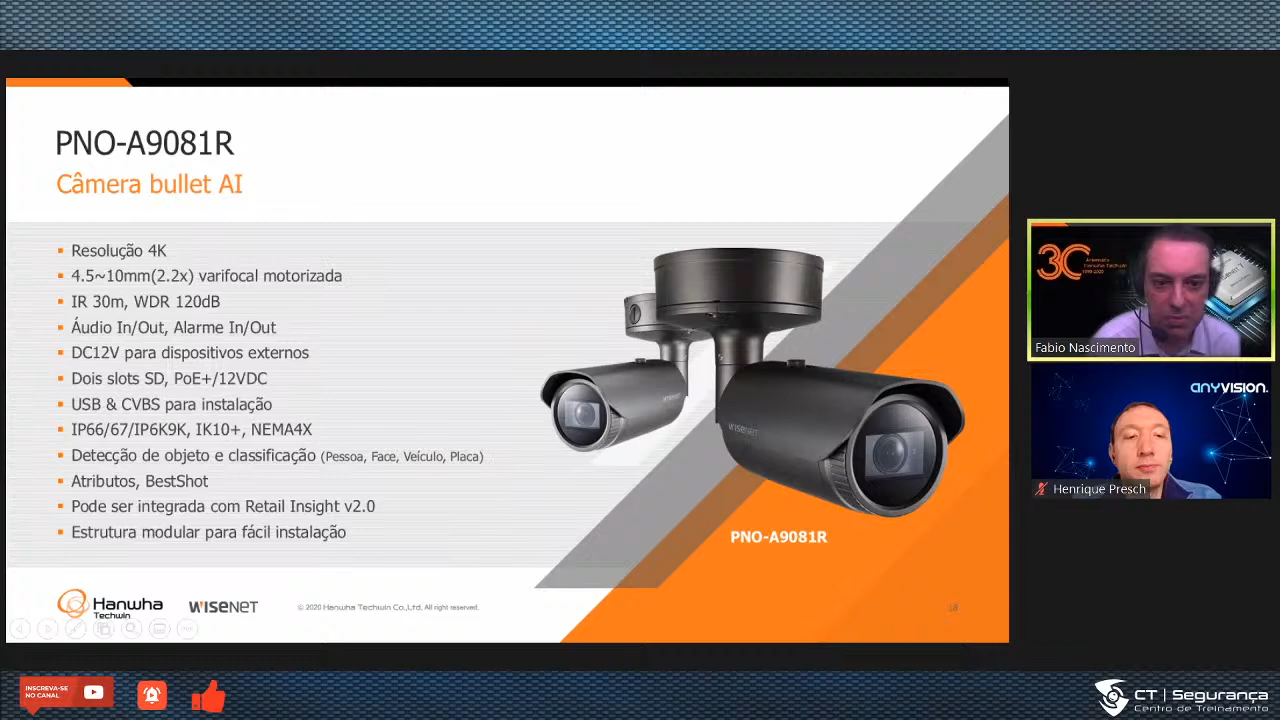 PNO-A9081R
Câmera bullet AI
Resolução 4K
4.5~10mm(2.2x) varifocal motorizada
IR 30m, WDR 120dB
Áudio In/Out, Alarme In/Out
DC12V para dispositivos externos
Dois slots SD, PoE+/12VDC
USB & CVBS para instalação
IP66/67/IP6K9K, IK10+, NEMA4X
Detecção de objeto e classificação (Pessoa, Face, Veículo, Placa)
Atributos, BestShot
Pode ser integrada com Retail Insight v2.0
Estrutura modular para fácil instalação
WISENET
PNO-A9081R
Hanwha
Techwin
WISENET
© 2020 Hanwha Techwin Co.,Ltd. All right reserved.
18
30
Fabio Nascimento
ANYVISION.
Henrique Presch
INSCREVA-SE
NO CANAL
CT | Segurança
Centro de Treinamento